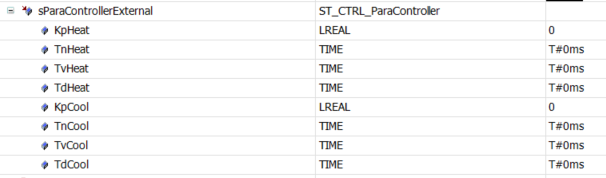 sParaControllerExternal ST_CTRL_ParaController
KpHeat LREAL 0
TnHeat TIME T#0ms
TvHeat TIME T#0ms
TdHeat TIME T#0ms
KpCool LREAL 0
TnCool TIME T#0ms
TvCool TIME T#0ms
TdCool TIME T#0ms